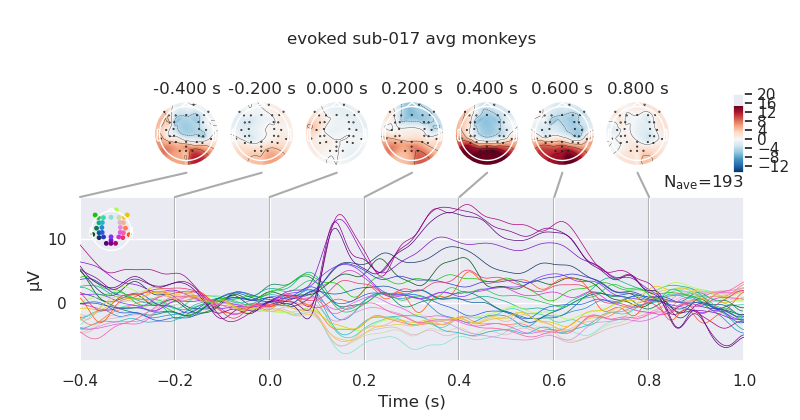 evoked sub-017 avg monkeys
-0.400 s -0.200 s 0.000 s 0.200 s 0.400 s 0.600 s 0.800 s
20
16
12
8
4
0
−4
−8
−12
Nave=193
10
0
µV
−0.4 −0.2 0.0 0.2 0.4 0.6 0.8 1.0
Time (s)